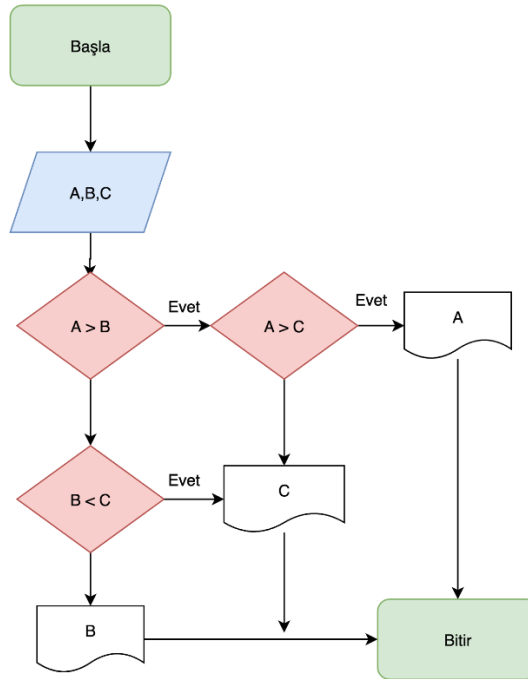 Başla
A,B,C
A > B
Evet
A > C
Evet
A
B < C
Evet
C
B
Bitir